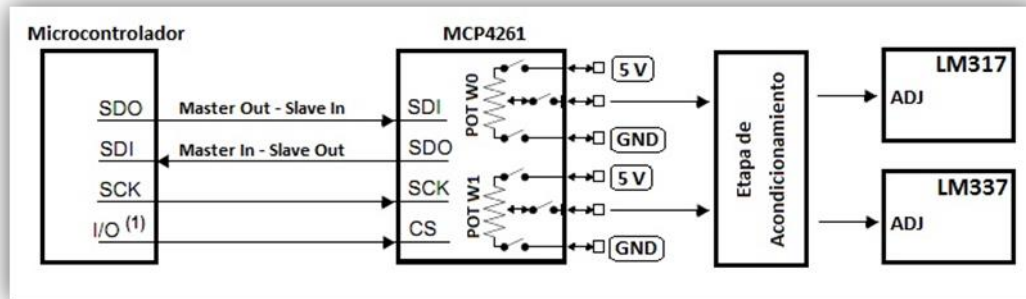 Microcontrolador
SDO
SDI
SCK
I/O (1)
Master Out - Slave In
Master In - Slave Out
MCP4261
SDI
SDO
SCK
CS
POT W0
POT W1
5 V
GND
5 V
GND
Etapa de
Acondicionamiento
LM317
ADJ
LM337
ADJ